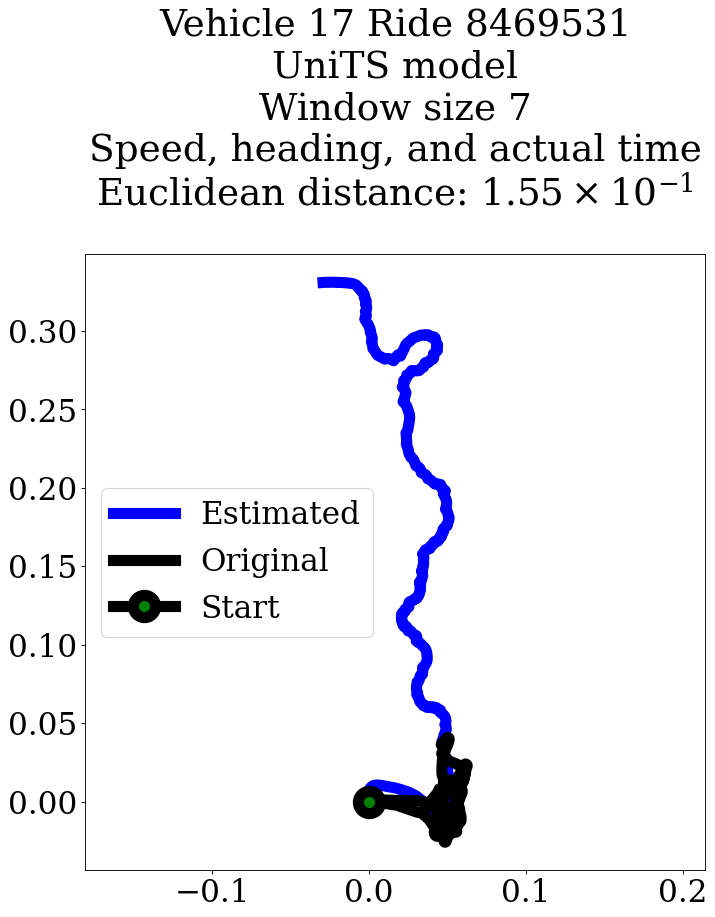 Vehicle 17 Ride 8469531
UniTS model
Window size 7
Speed, heading, and actual time
Euclidean distance: 1.55 × 10⁻¹
0.30
0.25
0.20
0.15
0.10
0.05
0.00
Estimated
Original
Start
−0.1
0.0
0.1
0.2